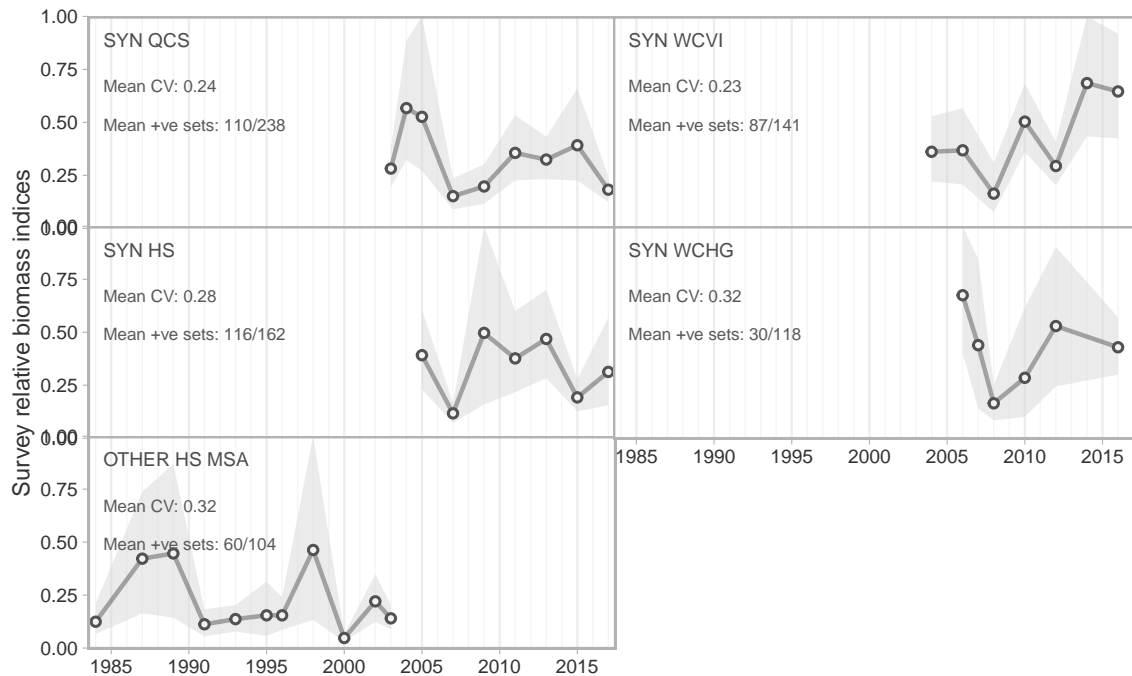 Survey relative biomass indices
1.00
0.75
0.50
0.25
0.00
SYN QCS
Mean CV: 0.24
Mean +ve sets: 110/238
SYN WCVI
Mean CV: 0.23
Mean +ve sets: 87/141
1.00
0.75
0.50
0.25
0.00
SYN HS
Mean CV: 0.28
Mean +ve sets: 116/162
SYN WCHG
Mean CV: 0.32
Mean +ve sets: 30/118
1985 1990 1995 2000 2005 2010 2015
1.00
0.75
0.50
0.25
0.00
OTHER HS MSA
Mean CV: 0.32
Mean +ve sets: 60/104
1985 1990 1995 2000 2005 2010 2015